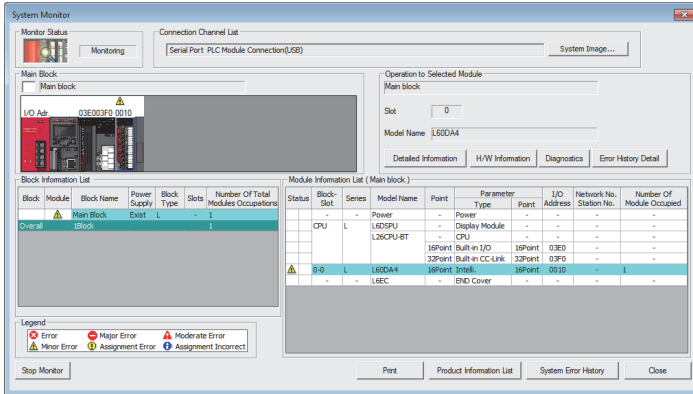 System Monitor
Monitor Status
Monitoring
Connection Channel List
Serial Port PLC Module Connection(USB)
System Image...
Main Block
Main block
I/O Adr. 03E003F0 0010
Operation to Selected Module
Main block
Slot 0
Model Name L60DA4
Detailed Information H/W Information Diagnostics Error History Detail
Block Information List
Block Module Block Name Power Supply Block Type Slots Number Of Total Modules Occupations
Main Block Exist L - 1
Overall 1Block 1
Module Information List ( Main block )
Status Block-Slot Series Model Name Point Parameter Type Point I/O Address Network No. Station No. Number Of Module Occupied
- - Power - Power - - - -
CPU L L6DSPU - Display Module - - - -
L26CPU-BT - CPU - - - -
16Point Built-in I/O 16Point 03E0 - -
32Point Built-in CC-Link 32Point 03F0 - -
0-0 L L60DA4 16Point Intelli. 16Point 0010 - 1
- - L6EC - END Cover - - - -
Legend
Error Major Error Moderate Error
Minor Error Assignment Error Assignment Incorrect
Stop Monitor Print Product Information List System Error History Close